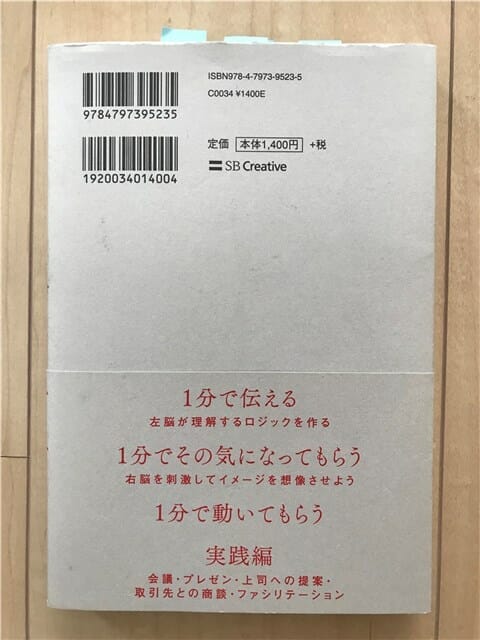 ISBN978-4-7973-9523-5
C0034 ¥1400E
9784797395235
定価 本体1,400円 +税
SB Creative
1920034014004
1分で伝える
左脳が理解するロジックを作る
1分でその気になってもらう
右脳を刺激してイメージを想像させよう
1分で動いてもらう
実践編
会議・プレゼン・上司への提案・
取引先との商談・ファシリテーション